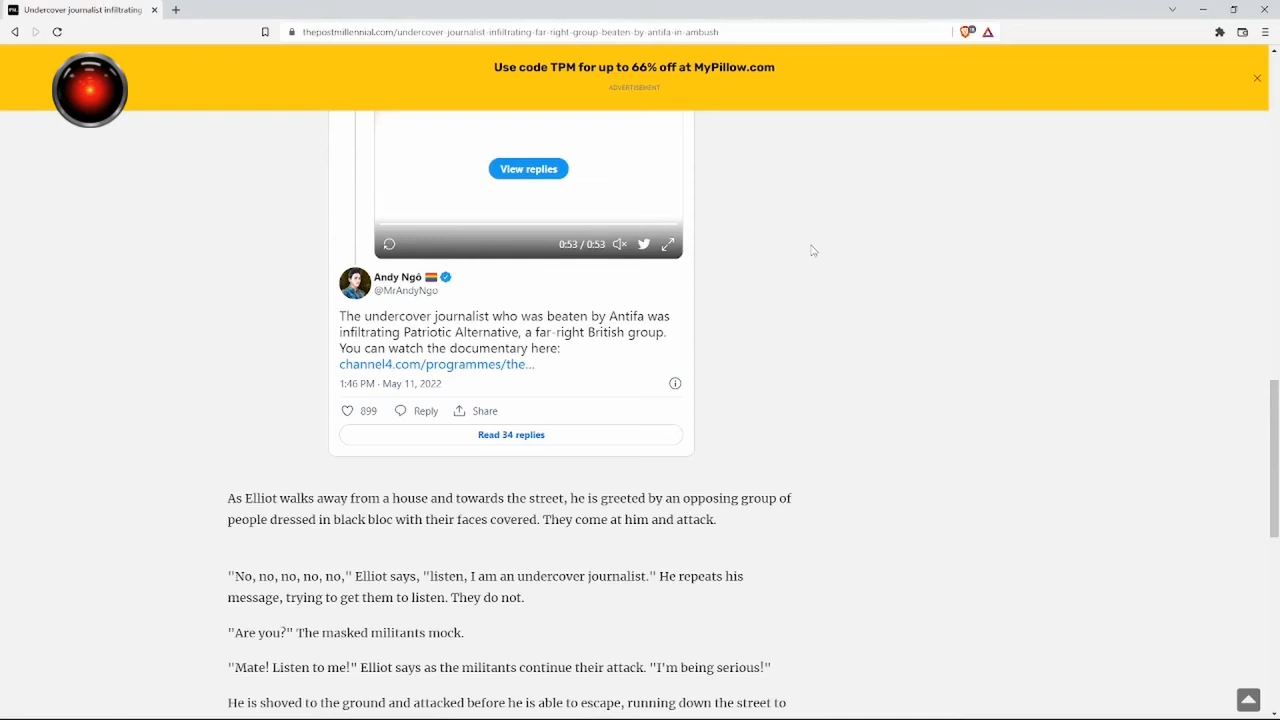 Undercover journalist infiltrating
thepostmillennial.com/undercover-journalist-infiltrating-far-right-group-beaten-by-antifa-in-ambush
Use code TPM for up to 66% off at MyPillow.com
ADVERTISEMENT
View replies
0:53 / 0:53
Andy Ngô
@MrAndyNgo
The undercover journalist who was beaten by Antifa was
infiltrating Patriotic Alternative, a far-right British group.
You can watch the documentary here:
channel4.com/programmes/the...
1:46 PM · May 11, 2022
899 Reply Share
Read 34 replies
As Elliot walks away from a house and towards the street, he is greeted by an opposing group of
people dressed in black bloc with their faces covered. They come at him and attack.
"No, no, no, no, no," Elliot says, "listen, I am an undercover journalist." He repeats his
message, trying to get them to listen. They do not.
"Are you?" The masked militants mock.
"Mate! Listen to me!" Elliot says as the militants continue their attack. "I'm being serious!"
He is shoved to the ground and attacked before he is able to escape, running down the street to